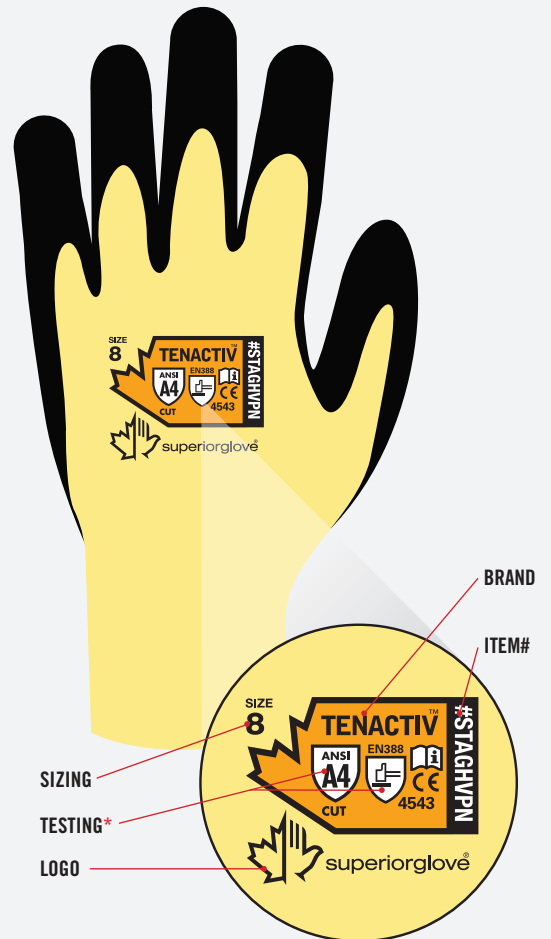 SIZE
8
TENACTIV™
#STAGHVPN
ANSI
A4
CUT
EN388
i
CE
4543
superiorglove®
BRAND
ITEM#
SIZE
8
TENACTIV™
#STAGHVPN
ANSI
A4
CUT
EN388
i
CE
4543
superiorglove®
SIZING
TESTING*
LOGO